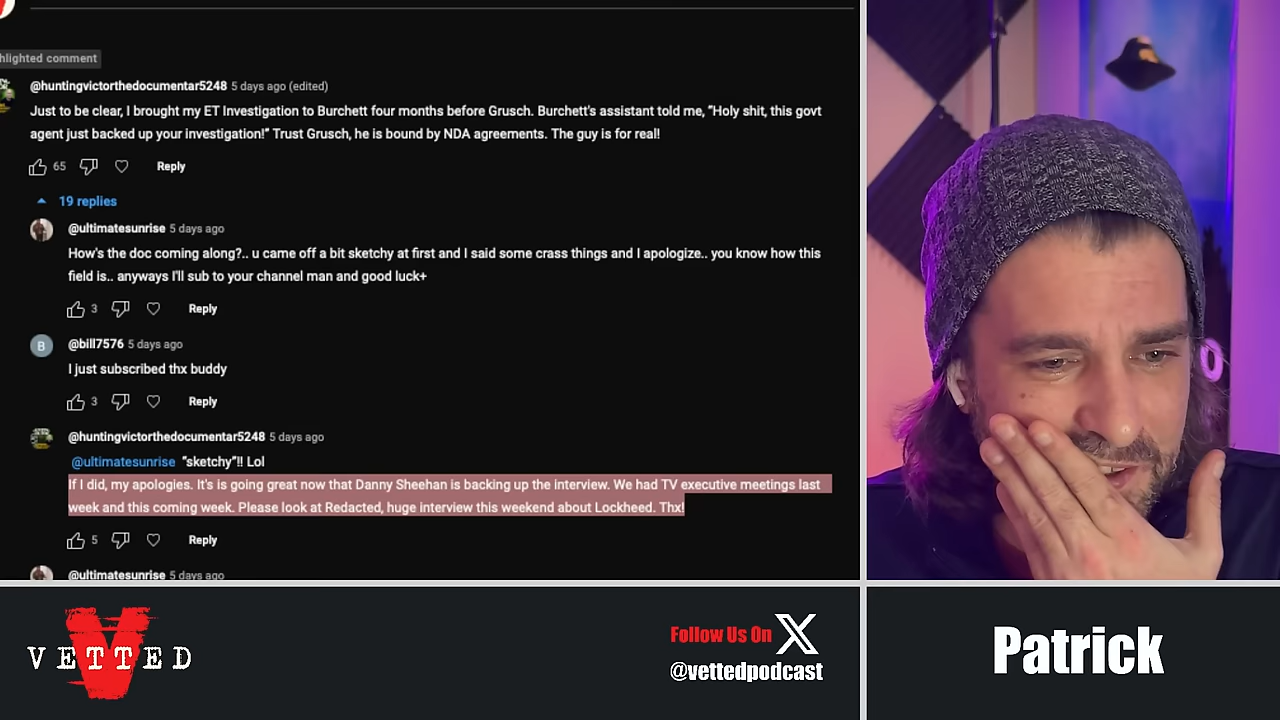 hlighted comment
@huntingvictorthedocumentar5248 5 days ago (edited)
Just to be clear, I brought my ET Investigation to Burchett four months before Grusch. Burchett's assistant told me, "Holy shit, this govt
agent just backed up your investigation!" Trust Grusch, he is bound by NDA agreements. The guy is for real!
65 Reply
19 replies
@ultimatesunrise 5 days ago
How's the doc coming along?.. u came off a bit sketchy at first and I said some crass things and I apologize.. you know how this
field is.. anyways I'll sub to your channel man and good luck+
3 Reply
B @bill7576 5 days ago
I just subscribed thx buddy
3 Reply
@huntingvictorthedocumentar5248 5 days ago
@ultimatesunrise "sketchy"!! Lol
If I did, my apologies. It's is going great now that Danny Sheehan is backing up the interview. We had TV executive meetings last
week and this coming week. Please look at Redacted, huge interview this weekend about Lockheed. Thx!
5 Reply
@ultimatesunrise 5 days ago
V
VETTED
Follow Us On X
@vettedpodcast
Patrick